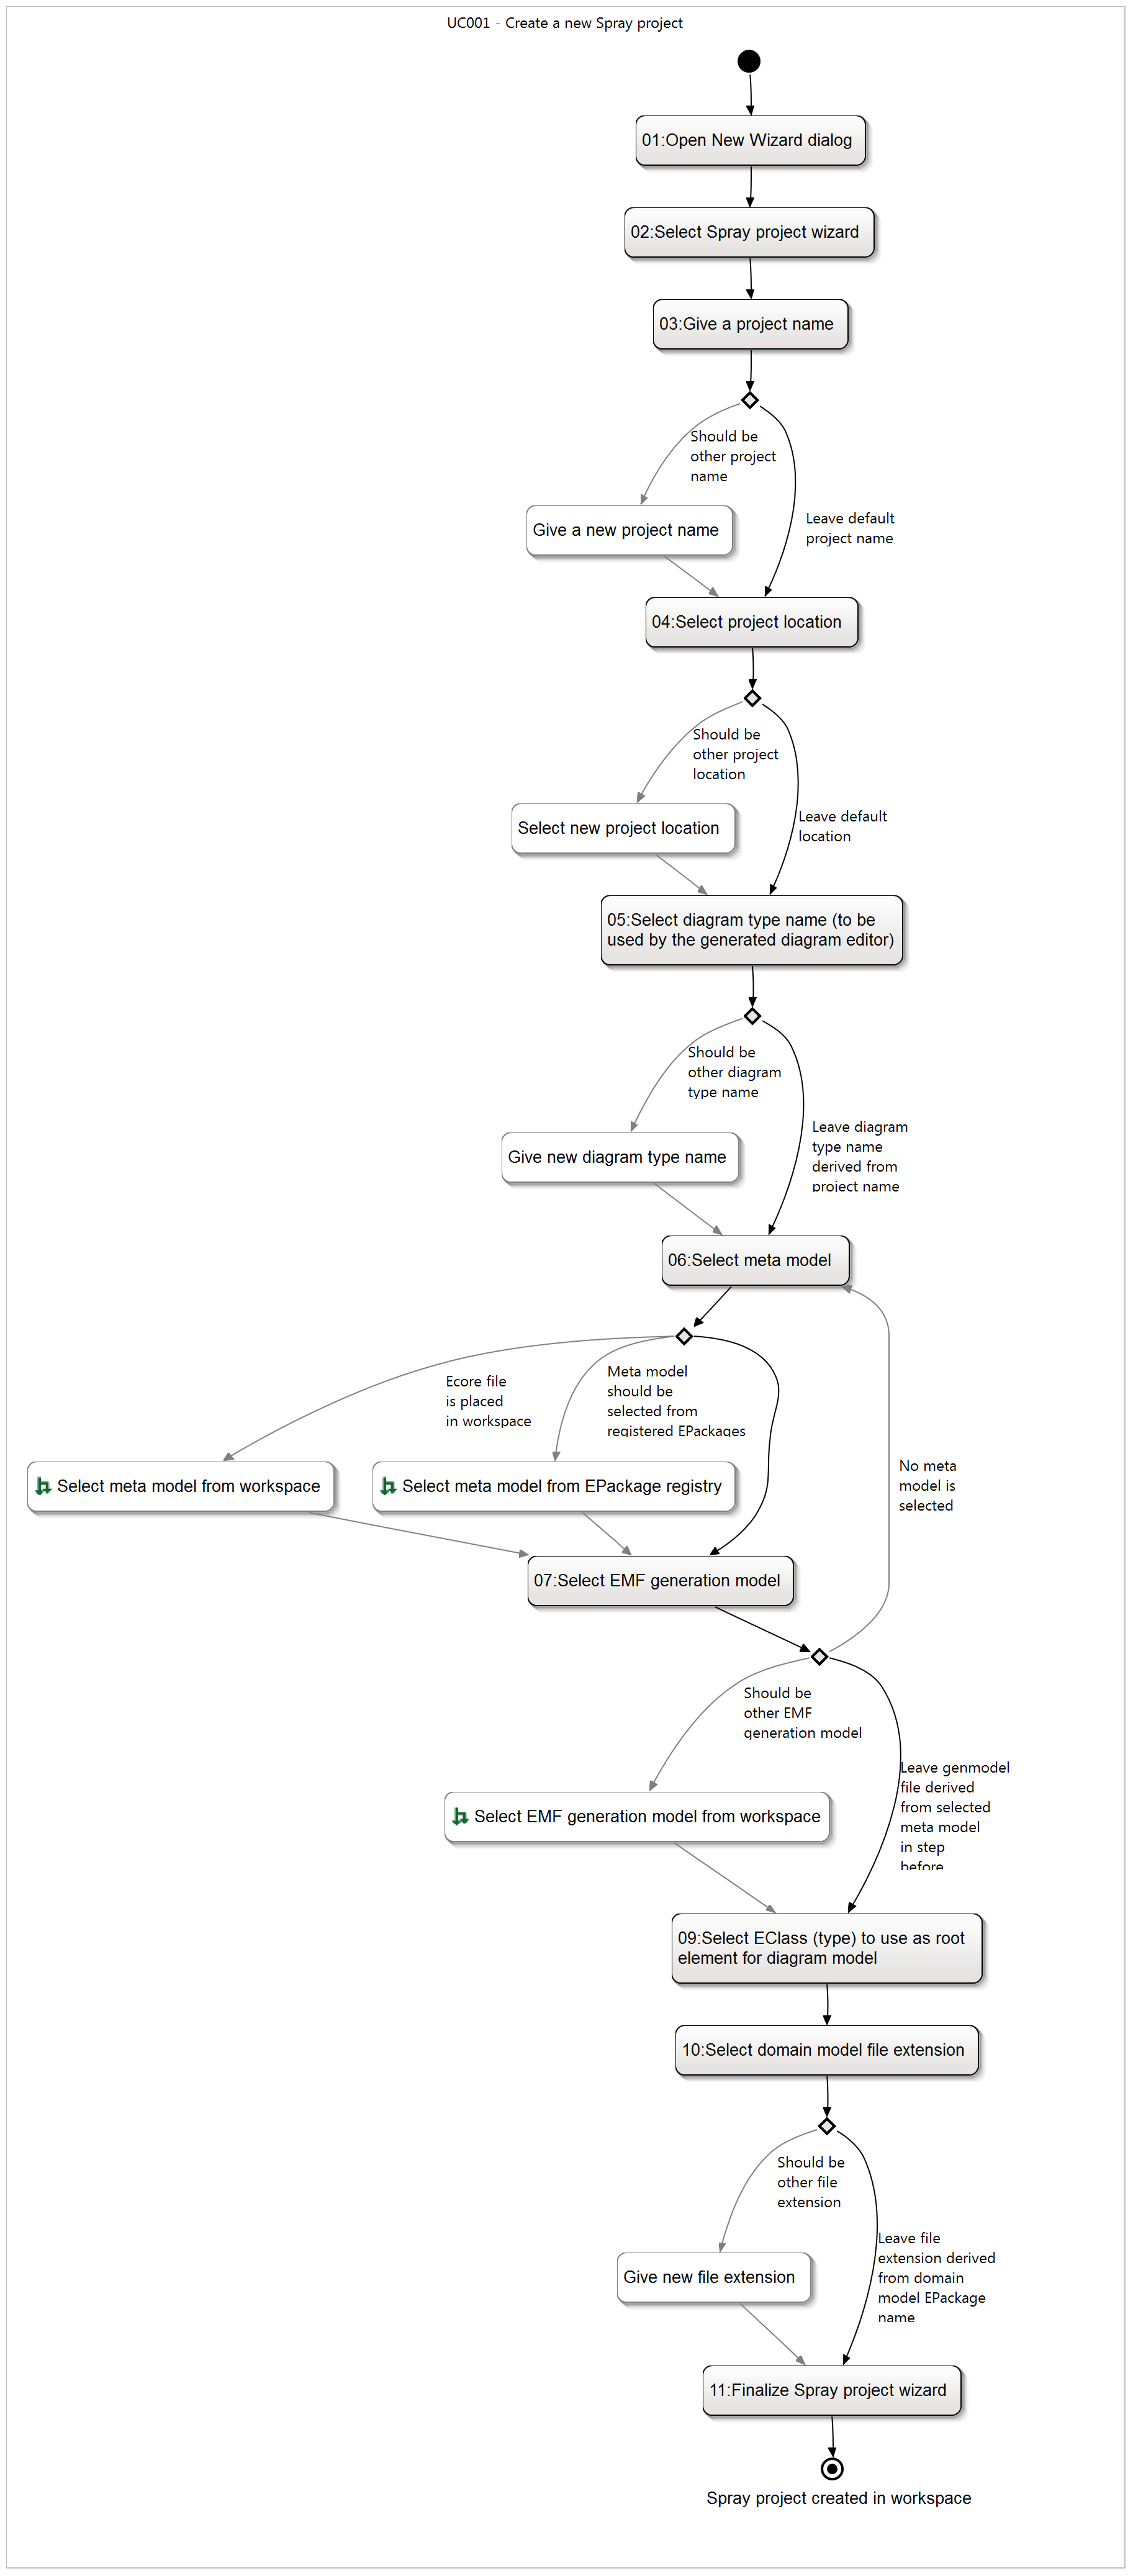 UC001 - Create a new Spray project
01:Open New Wizard dialog
02:Select Spray project wizard
03:Give a project name
Should be
other project
name
Leave default
project name
Give a new project name
04:Select project location
Should be
other project
location
Leave default
location
Select new project location
05:Select diagram type name (to be
used by the generated diagram editor)
Should be
other diagram
type name
Leave diagram
type name
derived from
project name
Give new diagram type name
06:Select meta model
Ecore file
is placed
in workspace
Meta model
should be
selected from
registered EPackages
No meta
model is
selected
Select meta model from workspace
Select meta model from EPackage registry
07:Select EMF generation model
Should be
other EMF
generation model
Leave genmodel
file derived
from selected
meta model
in step
before
Select EMF generation model from workspace
09:Select EClass (type) to use as root
element for diagram model
10:Select domain model file extension
Should be
other file
extension
Leave file
extension derived
from domain
model EPackage
name
Give new file extension
11:Finalize Spray project wizard
Spray project created in workspace